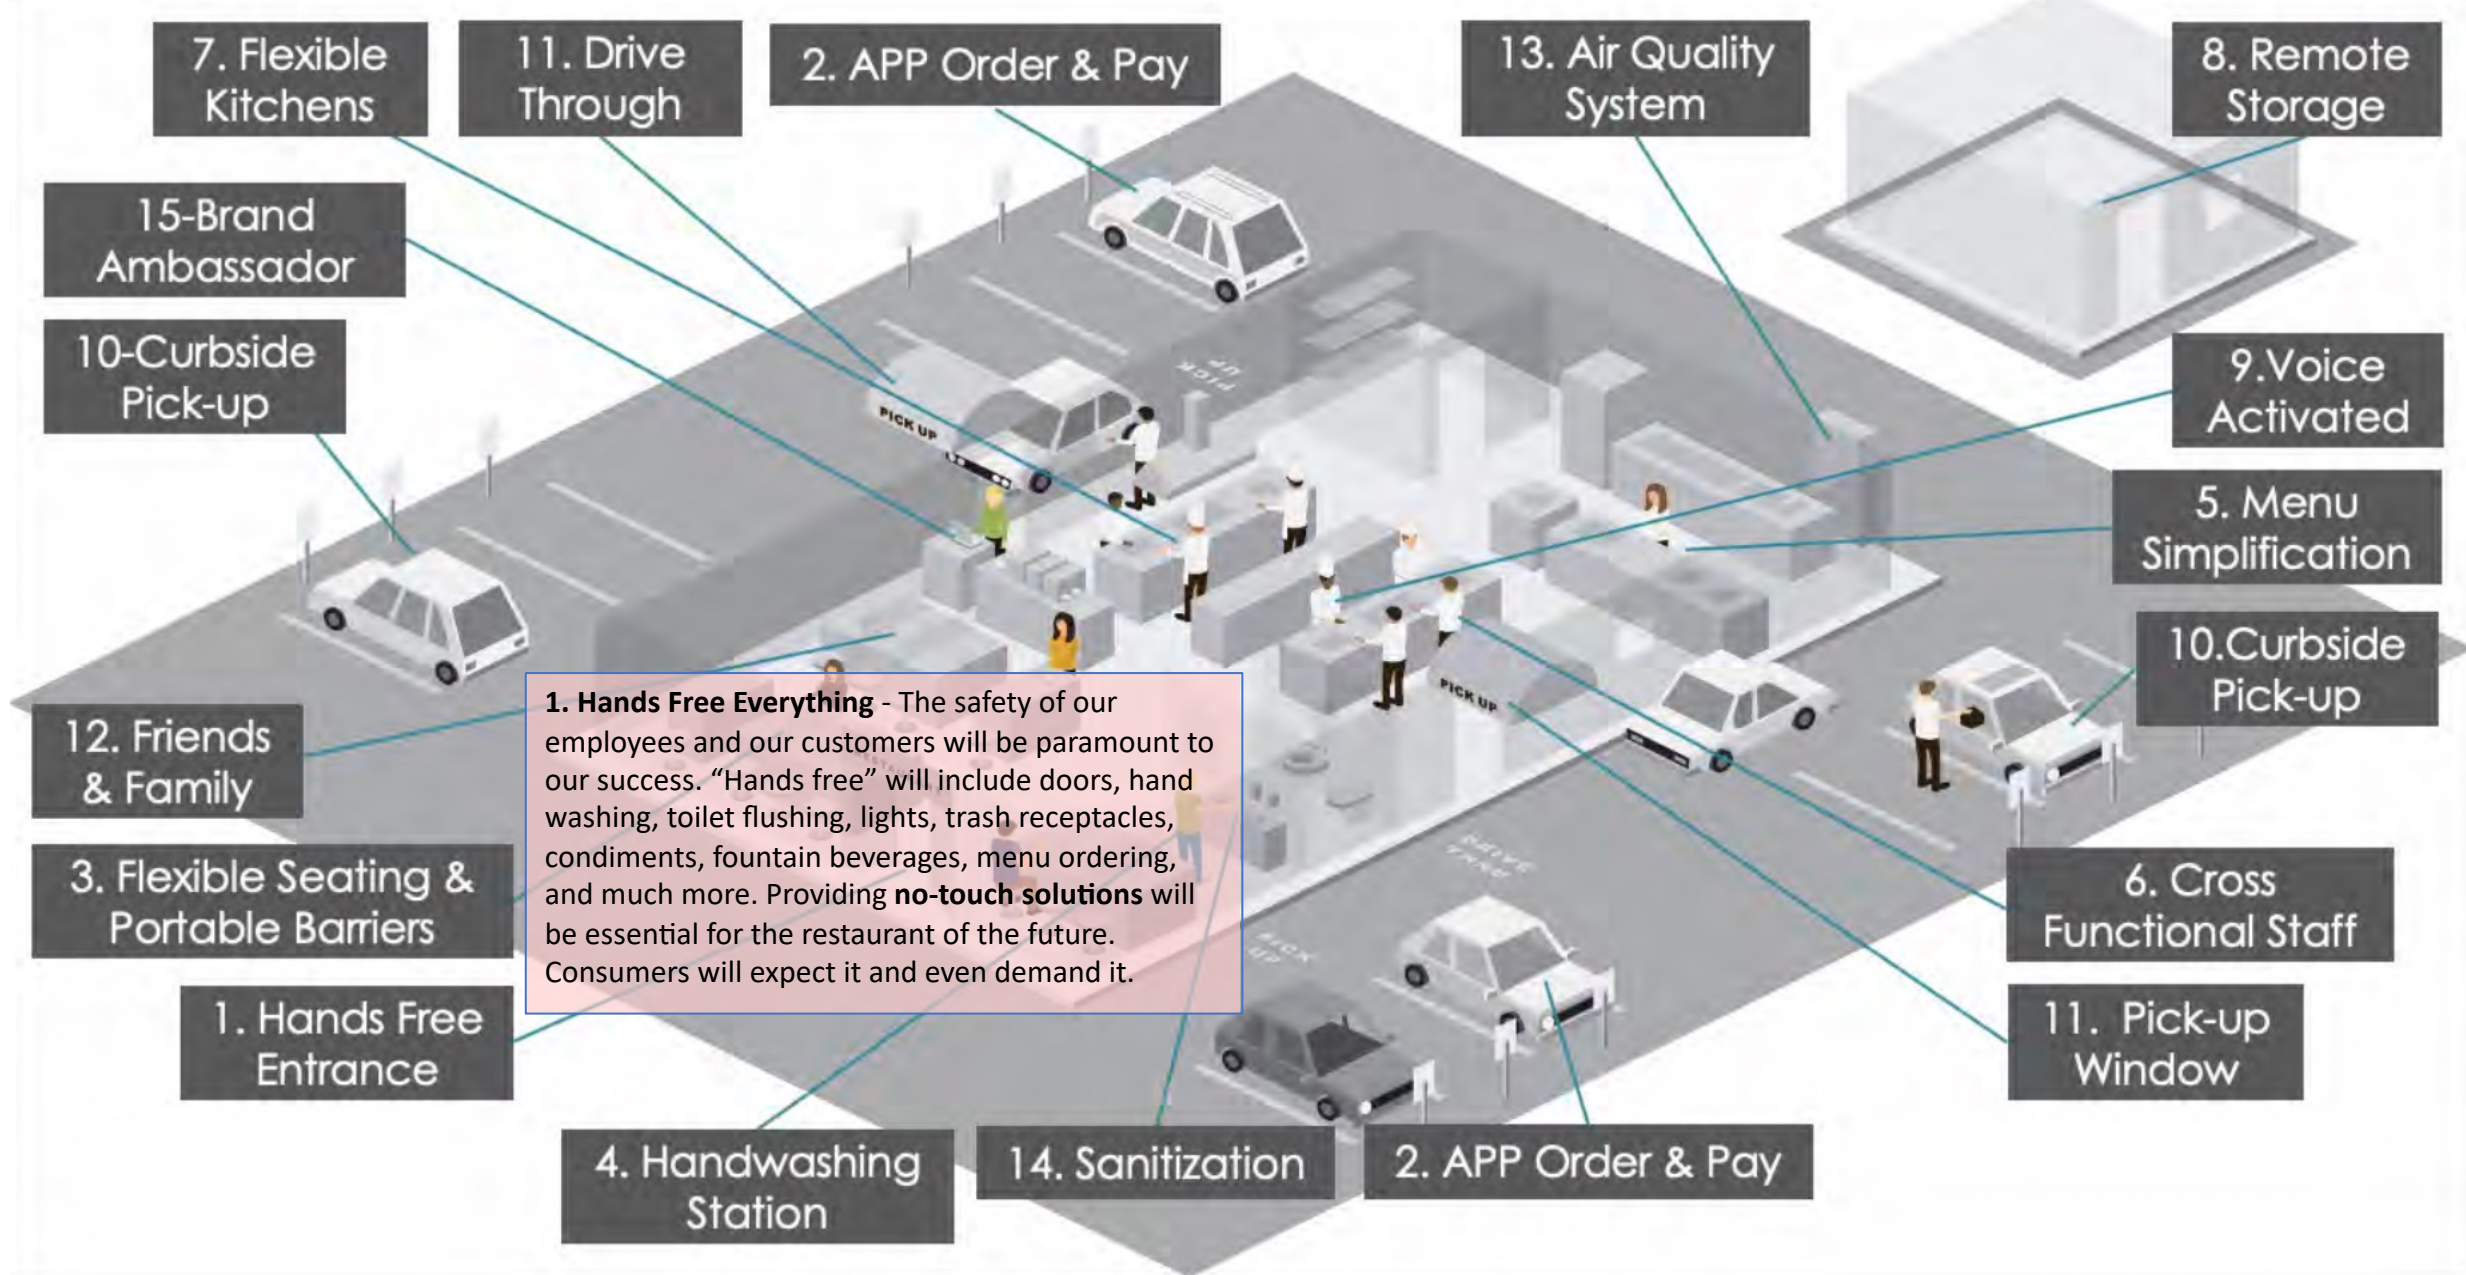 7. Flexible
Kitchens
11. Drive
Through
2. APP Order & Pay
13. Air Quality
System
8. Remote
Storage
15-Brand
Ambassador
10-Curbside
Pick-up
9.Voice
Activated
5. Menu
Simplification
10.Curbside
Pick-up
PICK
UP
PICK UP
PICK UP
12. Friends
& Family
1. Hands Free Everything - The safety of our
employees and our customers will be paramount to
our success. “Hands free” will include doors, hand
washing, toilet flushing, lights, trash receptacles,
condiments, fountain beverages, menu ordering,
and much more. Providing no-touch solutions will
be essential for the restaurant of the future.
Consumers will expect it and even demand it.
3. Flexible Seating &
Portable Barriers
DRIVE
THRU
6. Cross
Functional Staff
PICK
UP
1. Hands Free
Entrance
11. Pick-up
Window
4. Handwashing
Station
14. Sanitization
2. APP Order & Pay